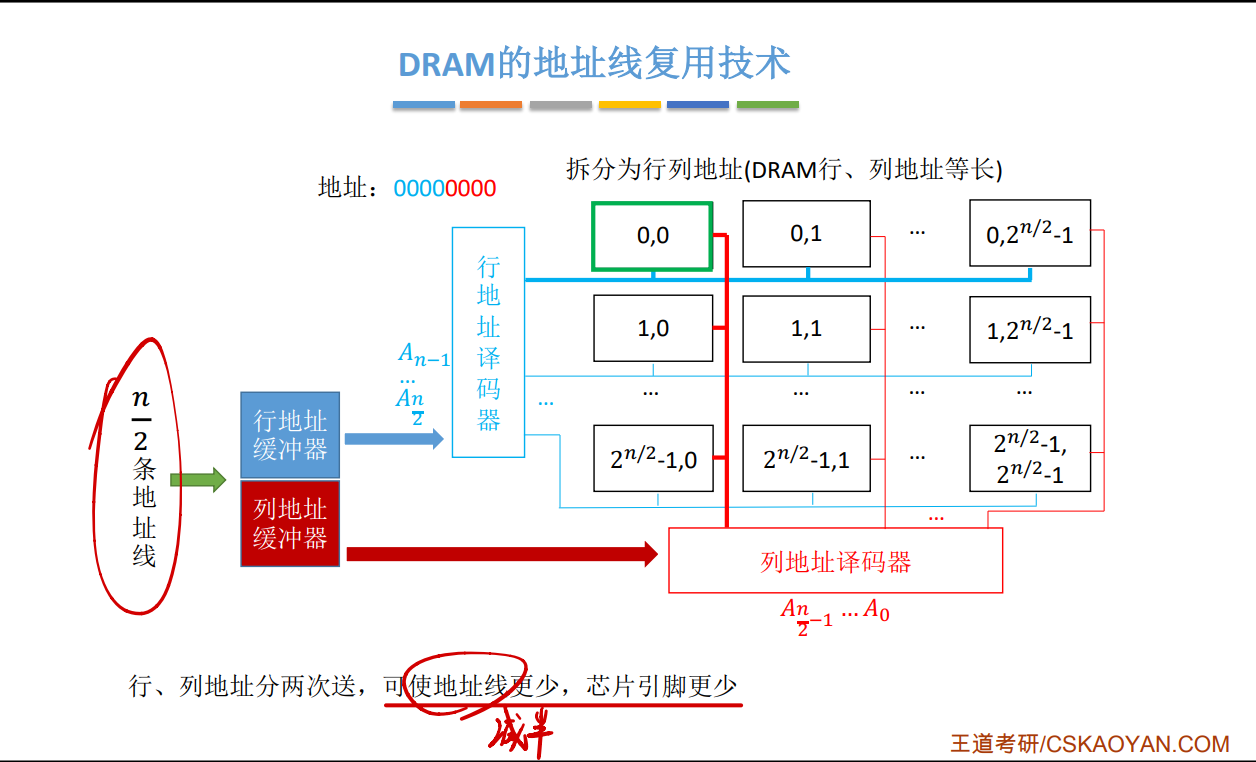 DRAM的地址线复用技术
拆分为行列地址(DRAM行、列地址等长)
地址：00000000
行地址译码器
0,0
0,1
...
0,2^{n/2}-1
1,0
1,1
...
1,2^{n/2}-1
A_{n-1}
...
A_{n/2}
...
...
...
...
...
2^{n/2}-1,0
2^{n/2}-1,1
...
2^{n/2}-1,
2^{n/2}-1
...
n/2条地址线
行地址
缓冲器
列地址
缓冲器
列地址译码器
A_{n/2-1} ...A_0
行、列地址分两次送，可使地址线更少，芯片引脚更少
减半
王道考研/CSKAOYAN.COM